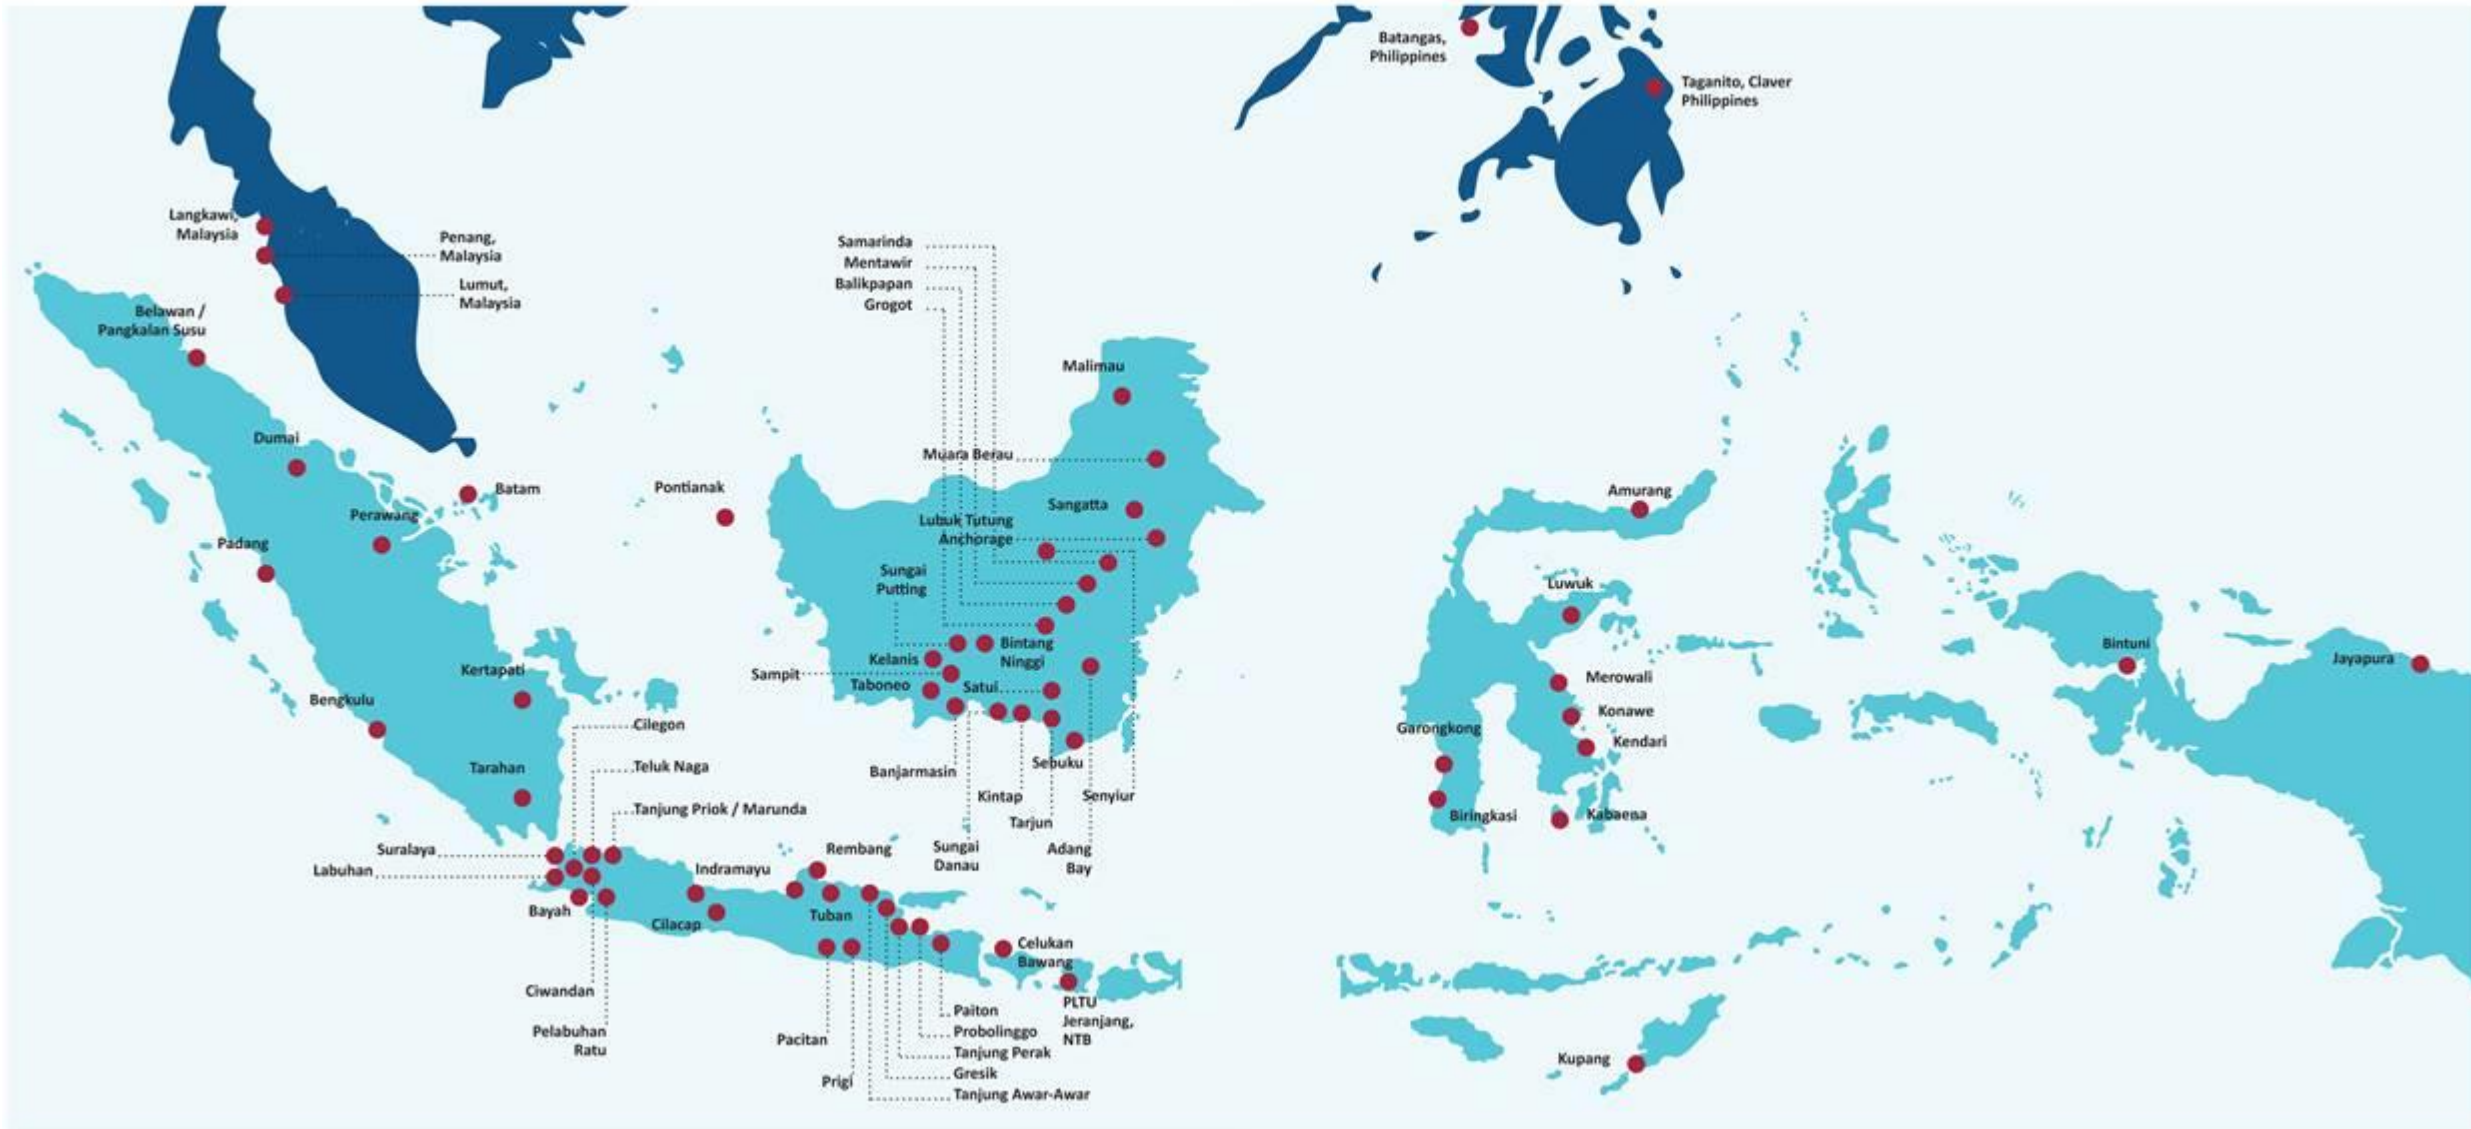 Batangas,
Philippines
Taganito, Claver
Philippines
Langkawi,
Malaysia
Penang,
Malaysia
Lumut,
Malaysia
Samarinda
Mentawir
Balikpapan
Grogot
Belawan /
Pangkalan Susu
Malimau
Dumai
Muara Berau
Batam
Pontianak
Sangatta
Amurang
Perawang
Lubuk Tutung
Anchorage
Padang
Sungai
Putting
Luwuk
Bintang
Ninggi
Bintuni
Jayapura
Kelanis
Kertapati
Sampit
Taboneo
Satui
Merowali
Bengkulu
Konawe
Cilegon
Garongkong
Kendari
Teluk Naga
Tarahan
Banjarmasin
Sebuku
Kintap
Senyiur
Tanjung Priok / Marunda
Tarjun
Biringkasi
Kabaena
Suralaya
Rembang
Sungai
Danau
Adang
Bay
Labuhan
Indramayu
Bayah
Cilacap
Tuban
Celukan
Bawang
Ciwandan
PLTU
Jeranjang,
NTB
Paiton
Pelabuhan
Ratu
Pacitan
Probolinggo
Tanjung Perak
Kupang
Prigi
Gresik
Tanjung Awar-Awar